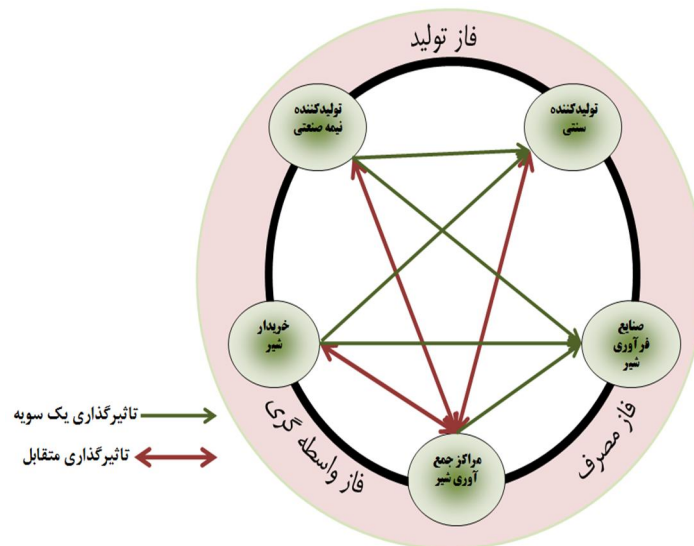 فاز تولید
تولیدکننده
نیمه صنعتی
تولیدکننده
سنتی
خریدار
شیر
صنایع
فرآوری
شیر
تاثیرگذاری یک سویه
تاثیرگذاری متقابل
فاز واسطه گری
مراکز جمع
آوری شیر
فاز مصرف